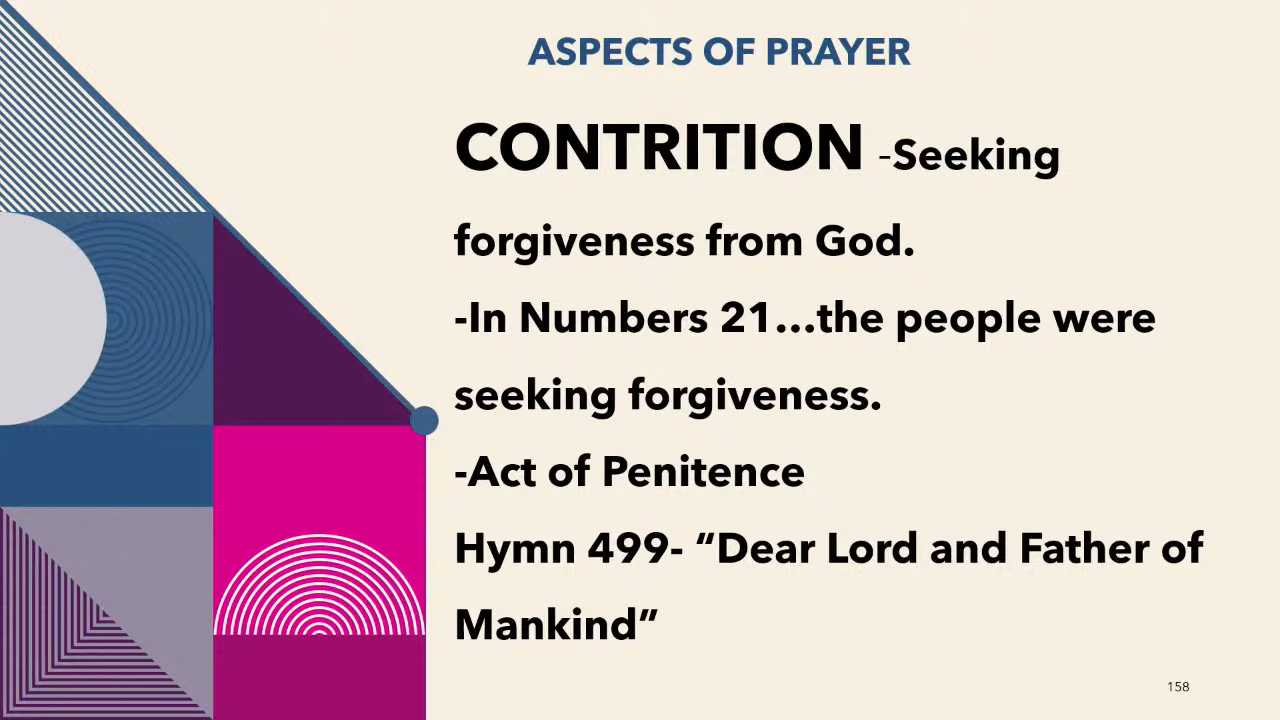 ASPECTS OF PRAYER
CONTRITION -Seeking
forgiveness from God.
-In Numbers 21...the people were
seeking forgiveness.
-Act of Penitence
Hymn 499- “Dear Lord and Father of
Mankind”
158